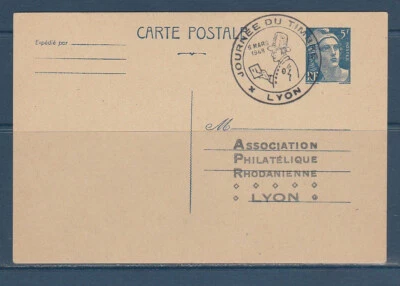 CARTE POSTALE
Expédié par
JOURNÉE DU TIMBRE
6 MARS
1948
LYON
5F
RF
M
ASSOCIATION
PHILATÉLIQUE
RHODANIENNE
LYON